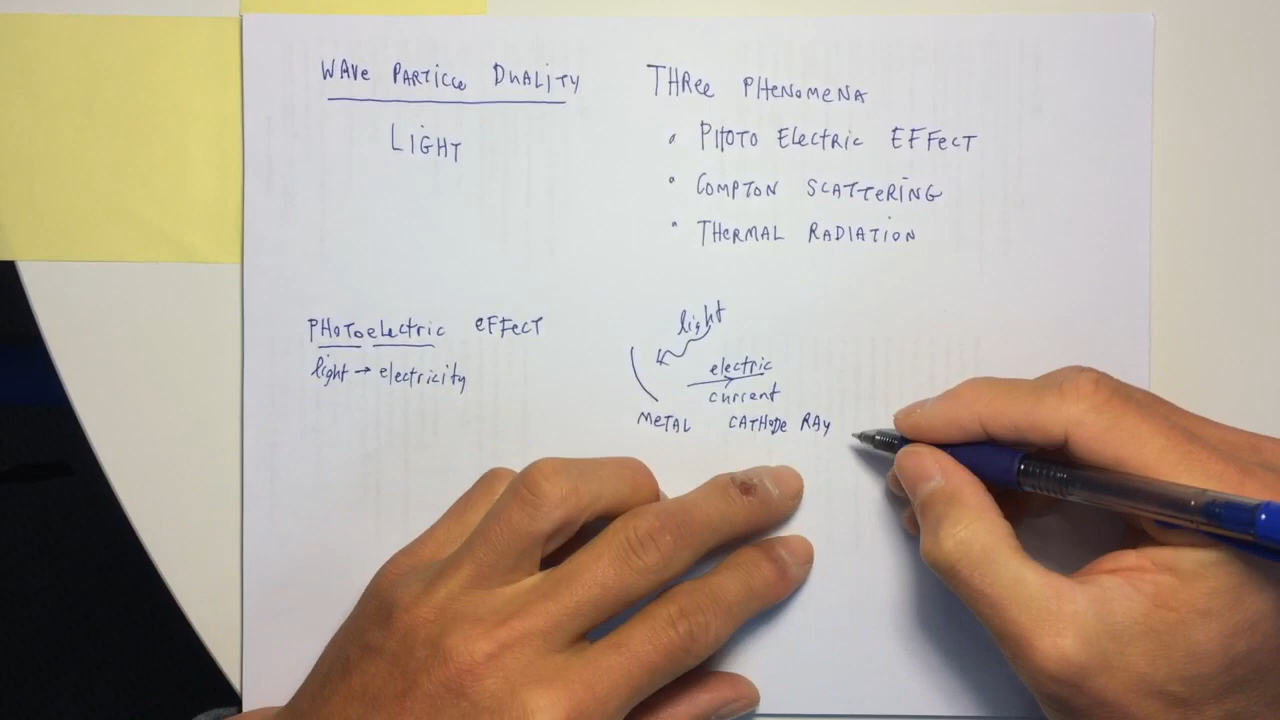 WAVE PARTICLE DUALITY
LIGHT
THREE PHENOMENA
• PHOTO ELECTRIC EFFECT
• COMPTON SCATTERING
• THERMAL RADIATION
PHOTOELECTRIC EFFECT
light → electricity
light
electric
current
METAL CATHODE RAY